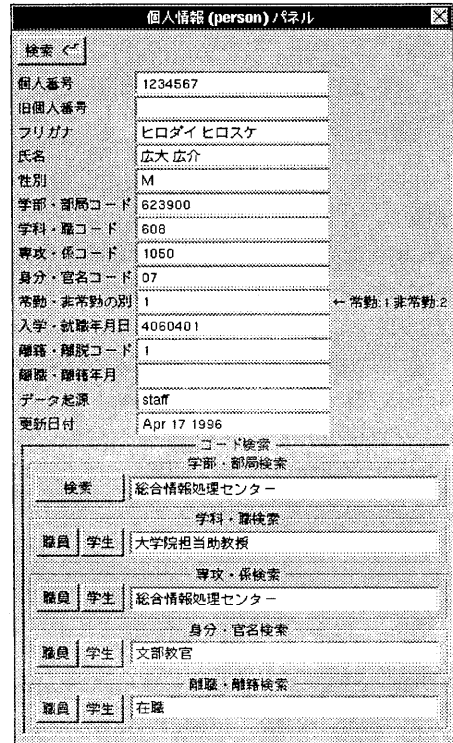 個人情報 (person) パネル
検索
個人番号 1234567
旧個人番号
フリガナ ヒロダイ ヒロスケ
氏名 広大 広介
性別 M
学部・部局コード 623900
学科・職コード 608
専攻・係コード 1050
身分・官名コード 07
常勤・非常勤の別 1 ← 常勤:1 非常勤:2
入学・就職年月日 4060401
離籍・離脱コード 1
離職・離籍年月
データ起源 staff
更新日付 Apr 17 1996
コード検索
学部・部局検索
検索 総合情報処理センター
学科・職検索
職員 学生 大学院担当助教授
専攻・係検索
職員 学生 総合情報処理センター
身分・官名検索
職員 学生 文部教官
離職・離籍検索
職員 学生 在職